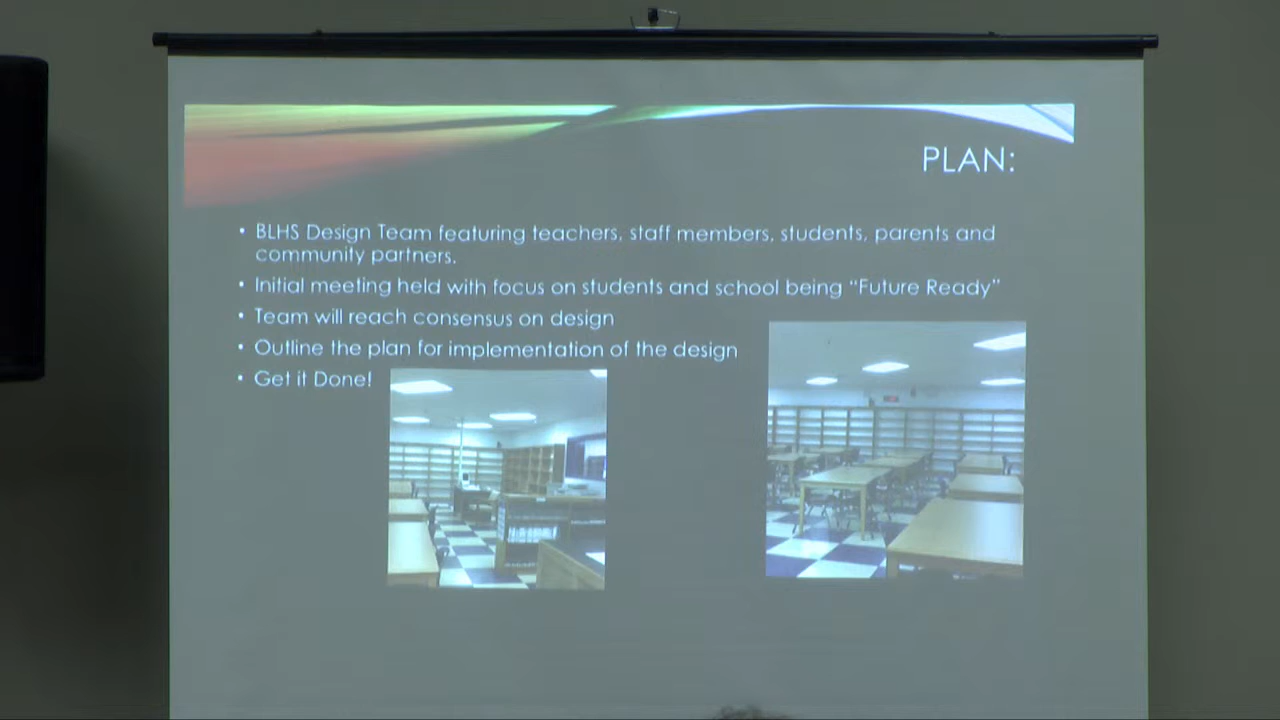 PLAN:
• BLHS Design Team featuring teachers, staff members, students, parents and
community partners.
• Initial meeting held with focus on students and school being “Future Ready”
• Team will reach consensus on design
• Outline the plan for implementation of the design
• Get it Done!